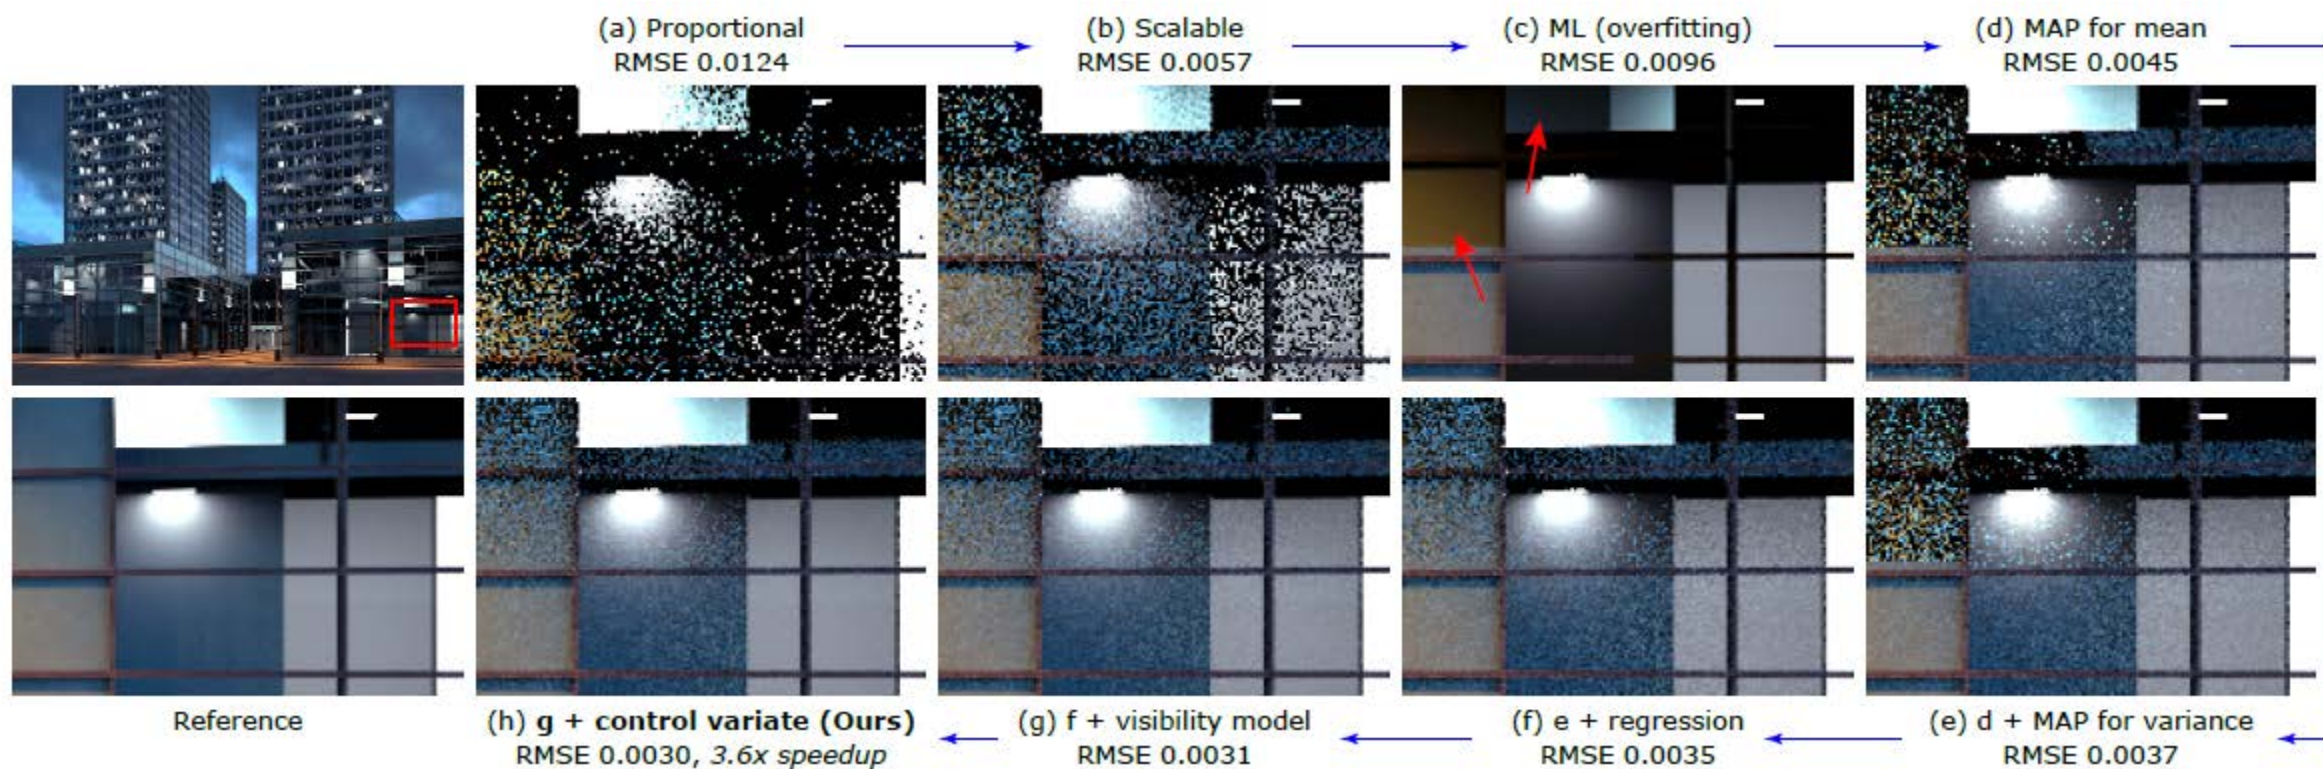 (a) Proportional
RMSE 0.0124
(b) Scalable
RMSE 0.0057
(c) ML (overfitting)
RMSE 0.0096
(d) MAP for mean
RMSE 0.0045
Reference
(h) g + control variate (Ours)
RMSE 0.0030, 3.6x speedup
(g) f + visibility model
RMSE 0.0031
(f) e + regression
RMSE 0.0035
(e) d + MAP for variance
RMSE 0.0037